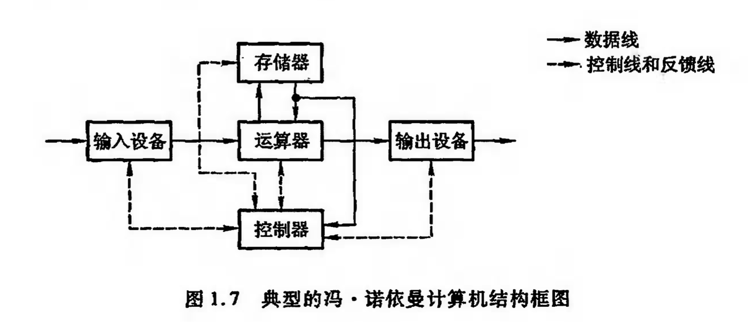 存储器
数据线
控制线和反馈线
输入设备
运算器
输出设备
控制器
图1.7 典型的冯·诺依曼计算机结构框图